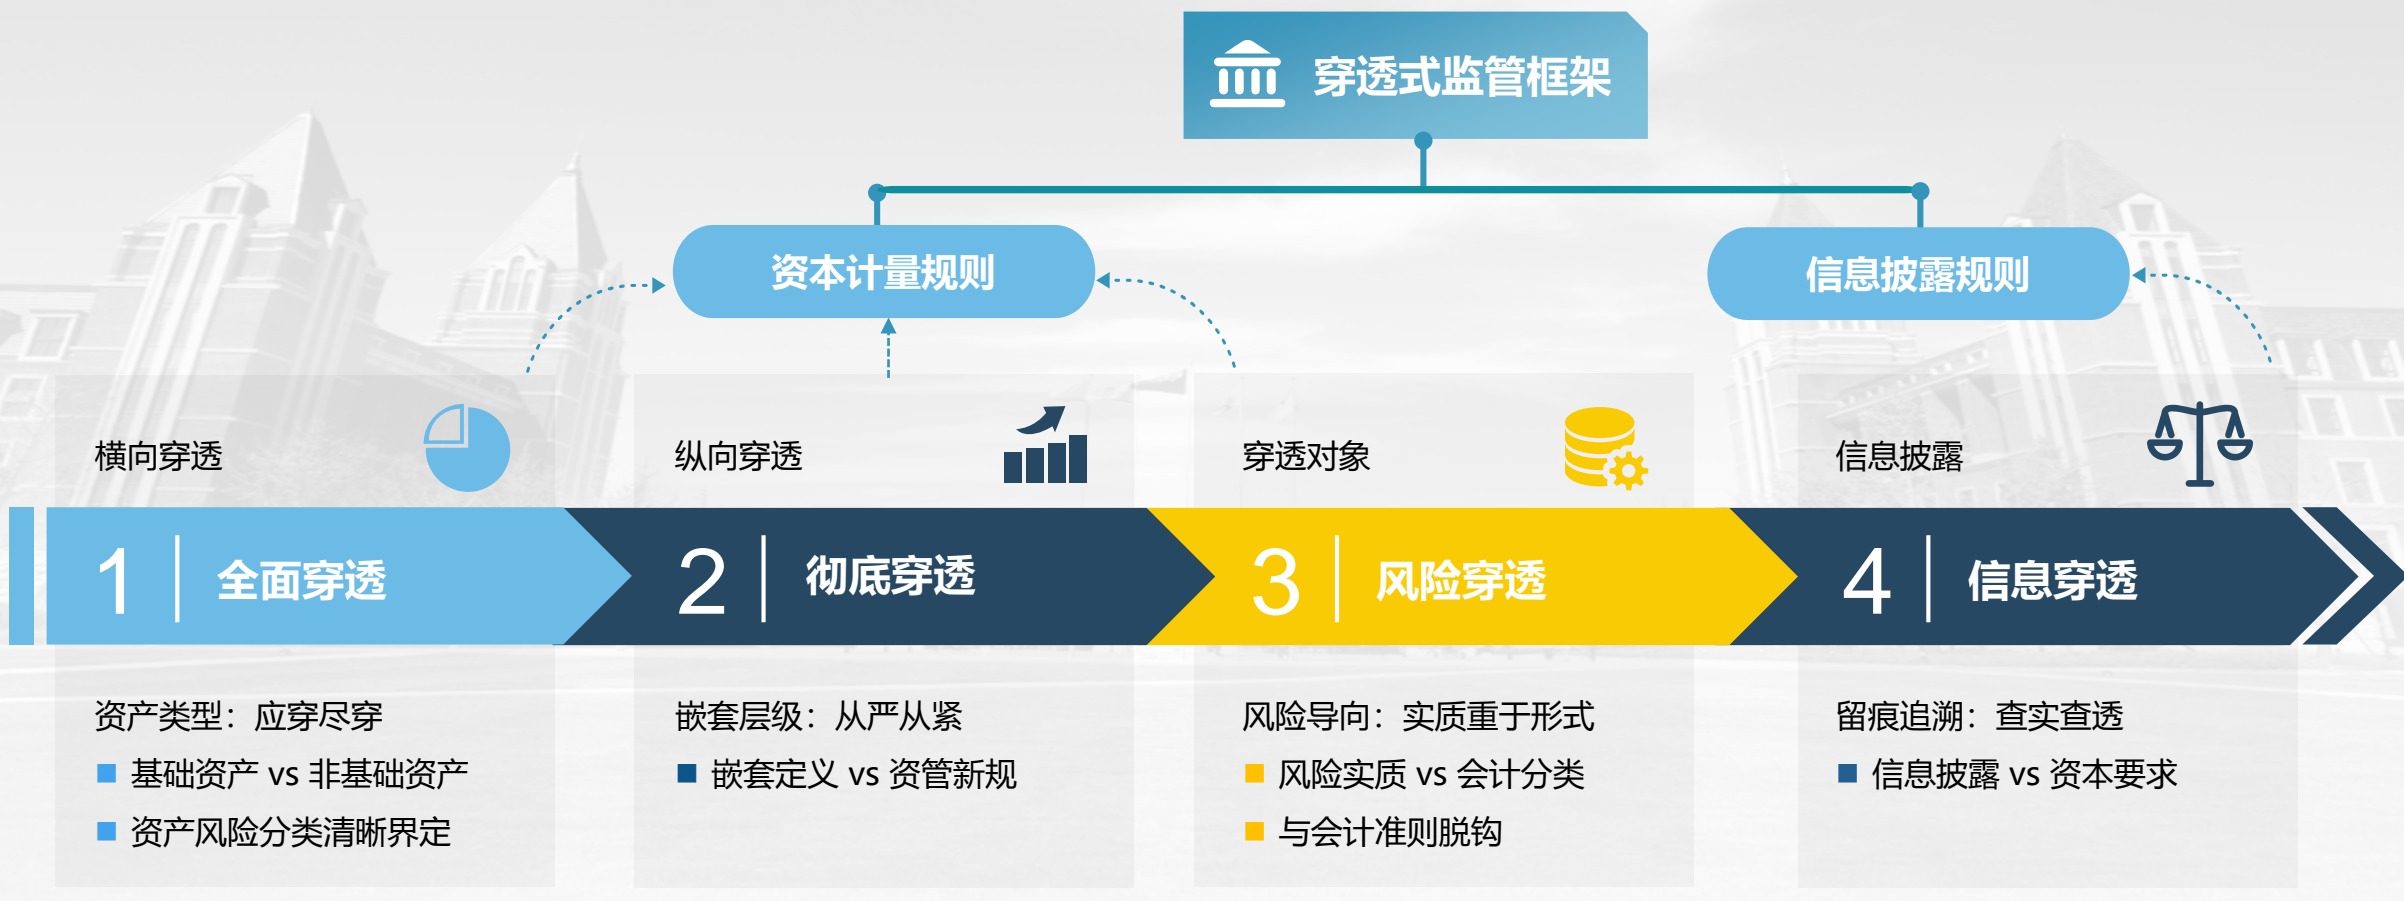 穿透式监管框架
资本计量规则
信息披露规则
横向穿透
纵向穿透
穿透对象
信息披露
1 全面穿透
2 彻底穿透
3 风险穿透
4 信息穿透
资产类型：应穿尽穿
基础资产 vs 非基础资产
资产风险分类清晰界定
嵌套层级：从严从紧
嵌套定义 vs 资管新规
风险导向：实质重于形式
风险实质 vs 会计分类
与会计准则脱钩
留痕追溯：查实查透
信息披露 vs 资本要求